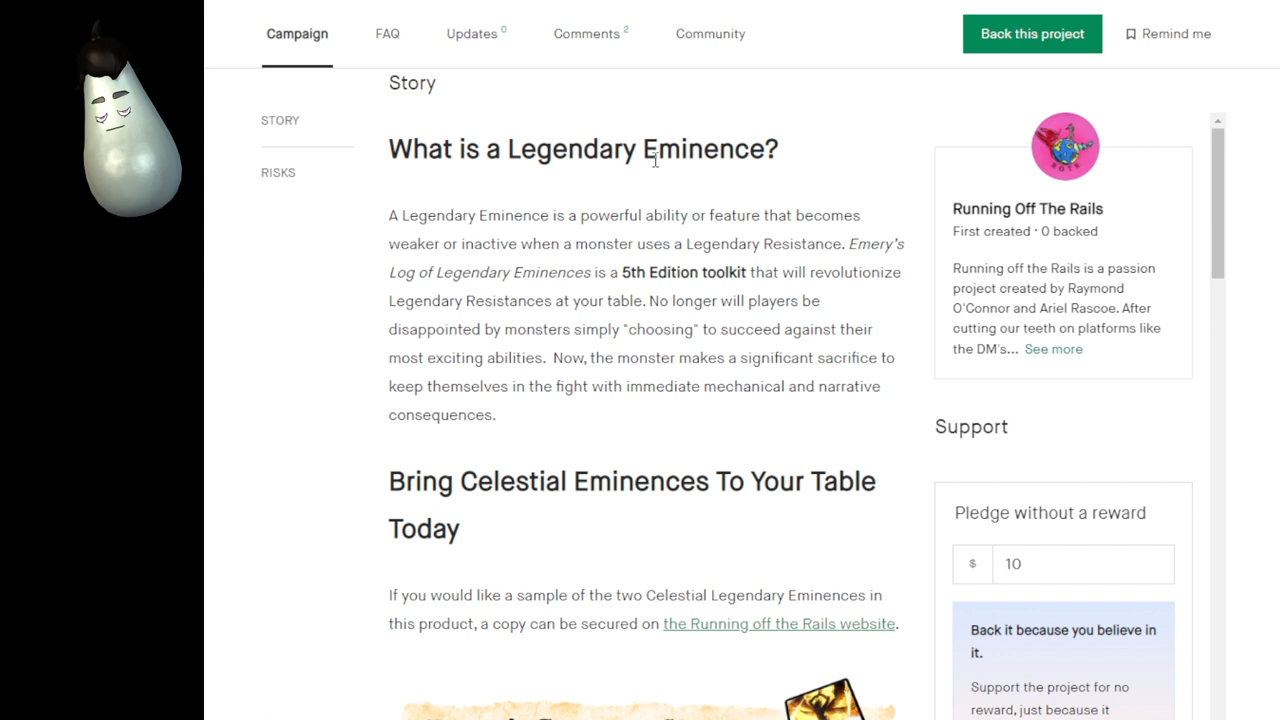 Campaign FAQ Updates 0 Comments 2 Community Back this project Remind me
Story
STORY
RISKS
What is a Legendary Eminence?
A Legendary Eminence is a powerful ability or feature that becomes
weaker or inactive when a monster uses a Legendary Resistance. Emery's
Log of Legendary Eminences is a 5th Edition toolkit that will revolutionize
Legendary Resistances at your table. No longer will players be
disappointed by monsters simply "choosing" to succeed against their
most exciting abilities. Now, the monster makes a significant sacrifice to
keep themselves in the fight with immediate mechanical and narrative
consequences.
Bring Celestial Eminences To Your Table
Today
If you would like a sample of the two Celestial Legendary Eminences in
this product, a copy can be secured on the Running off the Rails website.
ROTR
Running Off The Rails
First created · 0 backed
Running off the Rails is a passion
project created by Raymond
O'Connor and Ariel Rascoe. After
cutting our teeth on platforms like
the DM's... See more
Support
Pledge without a reward
$ 10
Back it because you believe in
it.
Support the project for no
reward, just because it